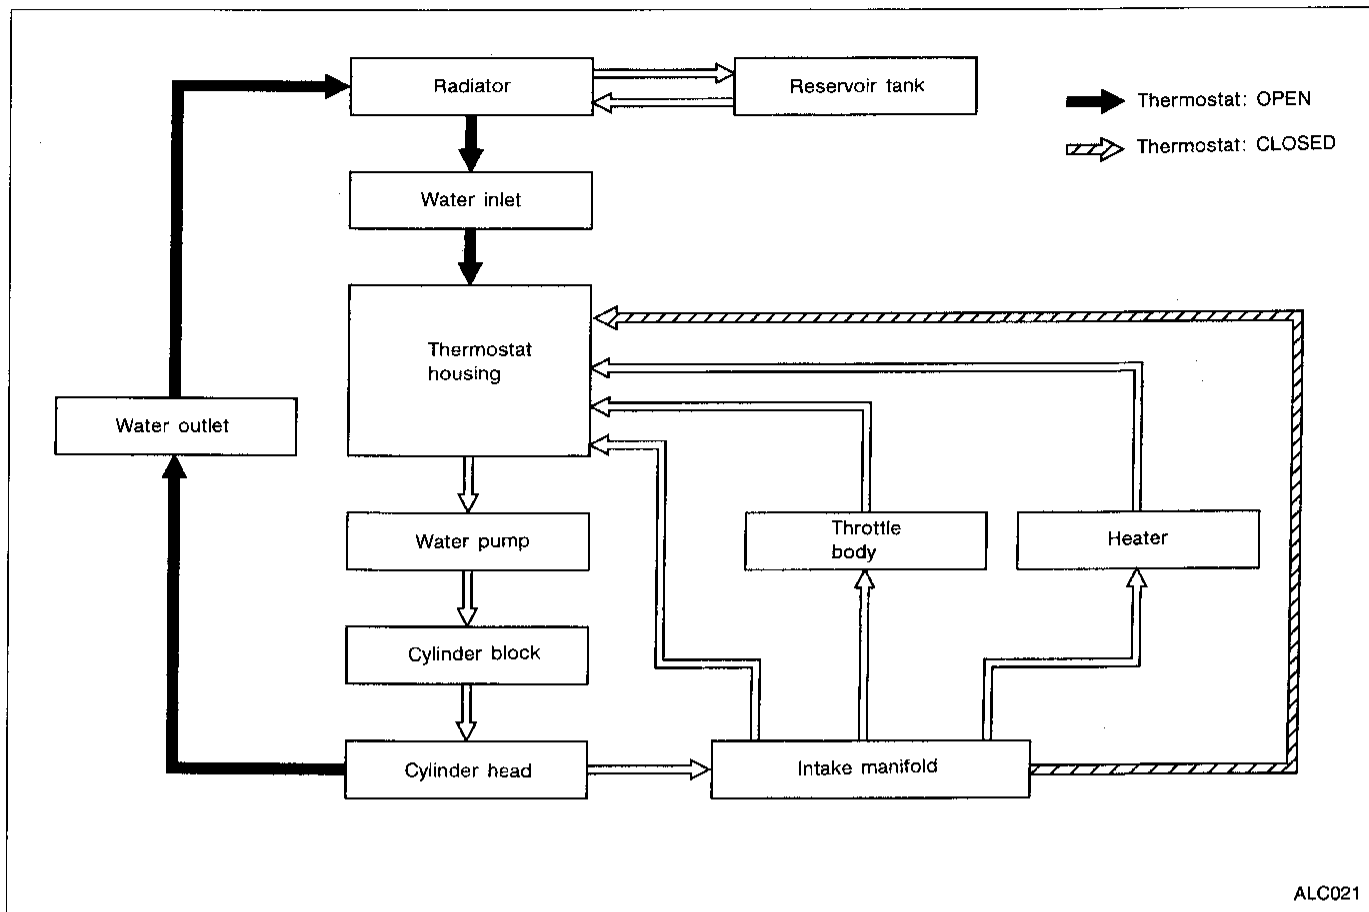 Radiator
Reservoir tank
Thermostat: OPEN
Thermostat: CLOSED
Water inlet
Thermostat
housing
Water outlet
Water pump
Throttle
body
Heater
Cylinder block
Cylinder head
Intake manifold
ALC021